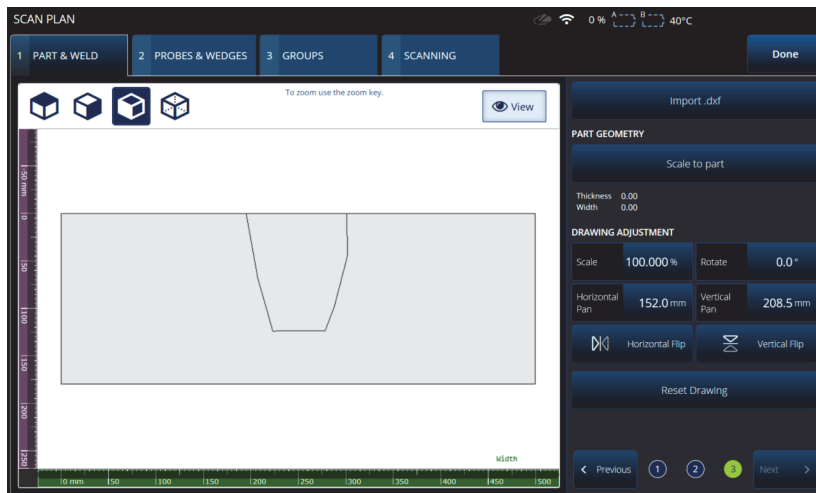 SCAN PLAN
0 % A B 40°C
1 PART & WELD
2 PROBES & WEDGES
3 GROUPS
4 SCANNING
Done
To zoom use the zoom key.
View
-50 mm
0
50
100
150
200
250
Width
0 mm
50
100
150
200
250
300
350
400
450
500
Import .dxf
PART GEOMETRY
Scale to part
Thickness 0.00
Width 0.00
DRAWING ADJUSTMENT
Scale 100.000 %
Rotate 0.0 °
Horizontal Pan 152.0 mm
Vertical Pan 208.5 mm
Horizontal Flip
Vertical Flip
Reset Drawing
Previous
1
2
3
Next